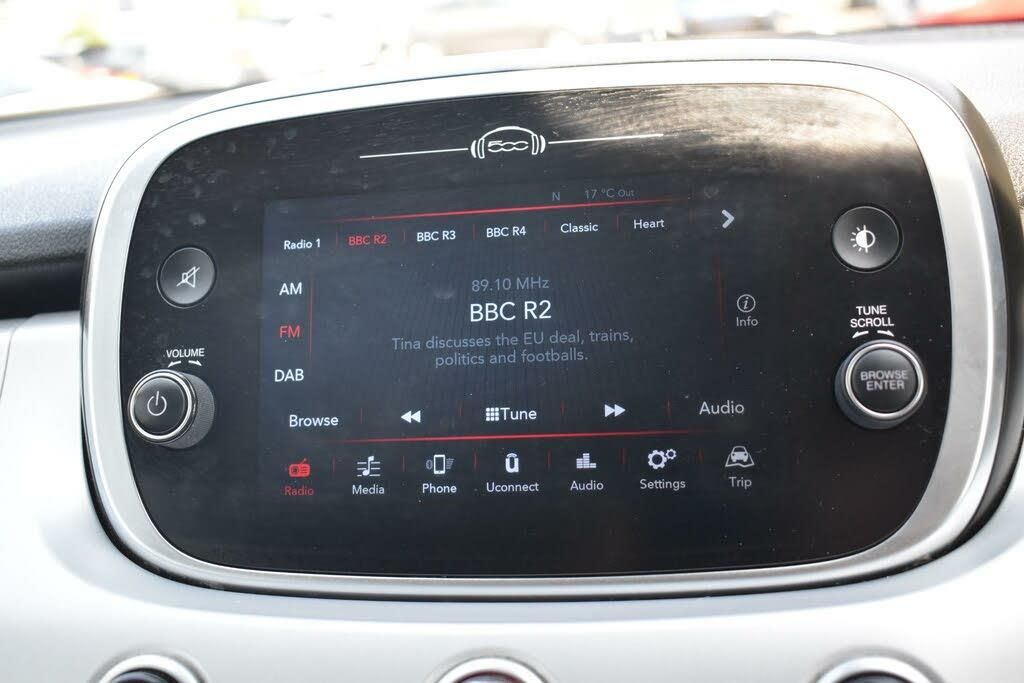 500
N 17 °C Out
Radio 1 BBC R2 BBC R3 BBC R4 Classic Heart
AM
FM
DAB
89.10 MHz
BBC R2
Tina discusses the EU deal, trains,
politics and footballs.
Info
Browse Tune Audio
Radio Media Phone Uconnect Audio Settings Trip
VOLUME
TUNE
SCROLL
BROWSE
ENTER